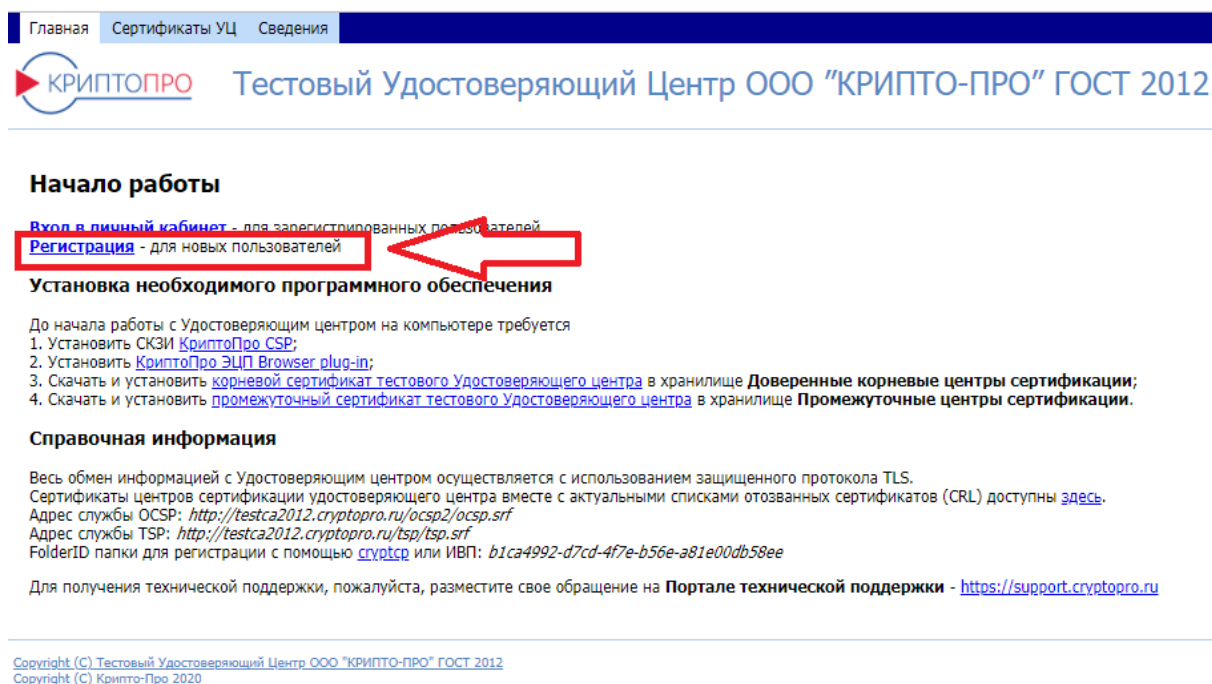 Главная Сертификаты УЦ Сведения
КРИПТОПРО Тестовый Удостоверяющий Центр ООО "КРИПТО-ПРО" ГОСТ 2012
Начало работы
Вход в личный кабинет - для зарегистрированных пользователей
Регистрация - для новых пользователей
Установка необходимого программного обеспечения
До начала работы с Удостоверяющим центром на компьютере требуется
1. Установить СКЗИ КриптоПро CSP;
2. Установить КриптоПро ЭЦП Browser plug-in;
3. Скачать и установить корневой сертификат тестового Удостоверяющего центра в хранилище Доверенные корневые центры сертификации;
4. Скачать и установить промежуточный сертификат тестового Удостоверяющего центра в хранилище Промежуточные центры сертификации.
Справочная информация
Весь обмен информацией с Удостоверяющим центром осуществляется с использованием защищенного протокола TLS.
Сертификаты центров сертификации удостоверяющего центра вместе с актуальными списками отозванных сертификатов (CRL) доступны здесь.
Адрес службы OCSP: http://testca2012.cryptopro.ru/ocsp2/ocsp.srf
Адрес службы TSP: http://testca2012.cryptopro.ru/tsp/tsp.srf
FolderID папки для регистрации с помощью cryptcp или ИВП: b1ca4992-d7cd-4f7e-b56e-a81e00db58ee
Для получения технической поддержки, пожалуйста, разместите свое обращение на Портале технической поддержки - https://support.cryptopro.ru
Copyright (C) Тестовый Удостоверяющий Центр ООО "КРИПТО-ПРО" ГОСТ 2012
Copyright (C) Крипто-Про 2020